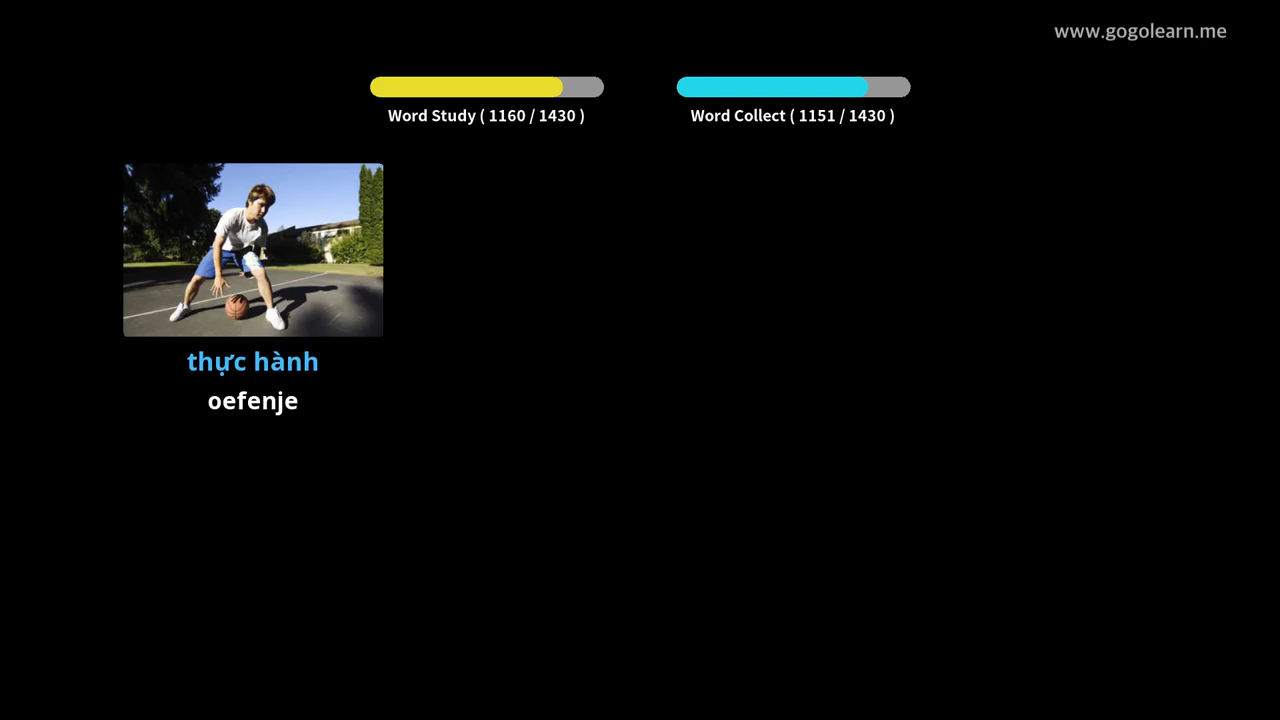 www.gogolearn.me
Word Study ( 1160 / 1430 )
Word Collect ( 1151 / 1430 )
thực hành
oefenje